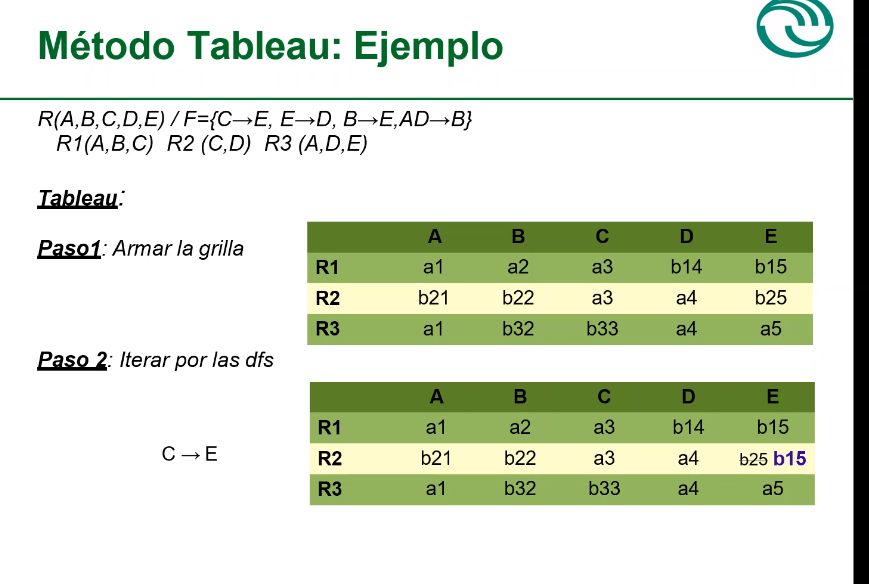 Método Tableau: Ejemplo
R(A,B,C,D,E) / F={C→E, E→D, B→E,AD→B}
R1(A,B,C) R2 (C,D) R3 (A,D,E)
Tableau:
Paso1: Armar la grilla
A B C D E
R1 a1 a2 a3 b14 b15
R2 b21 b22 a3 a4 b25
R3 a1 b32 b33 a4 a5
Paso 2: Iterar por las dfs
A B C D E
R1 a1 a2 a3 b14 b15
C → E
R2 b21 b22 a3 a4 b25 b15
R3 a1 b32 b33 a4 a5